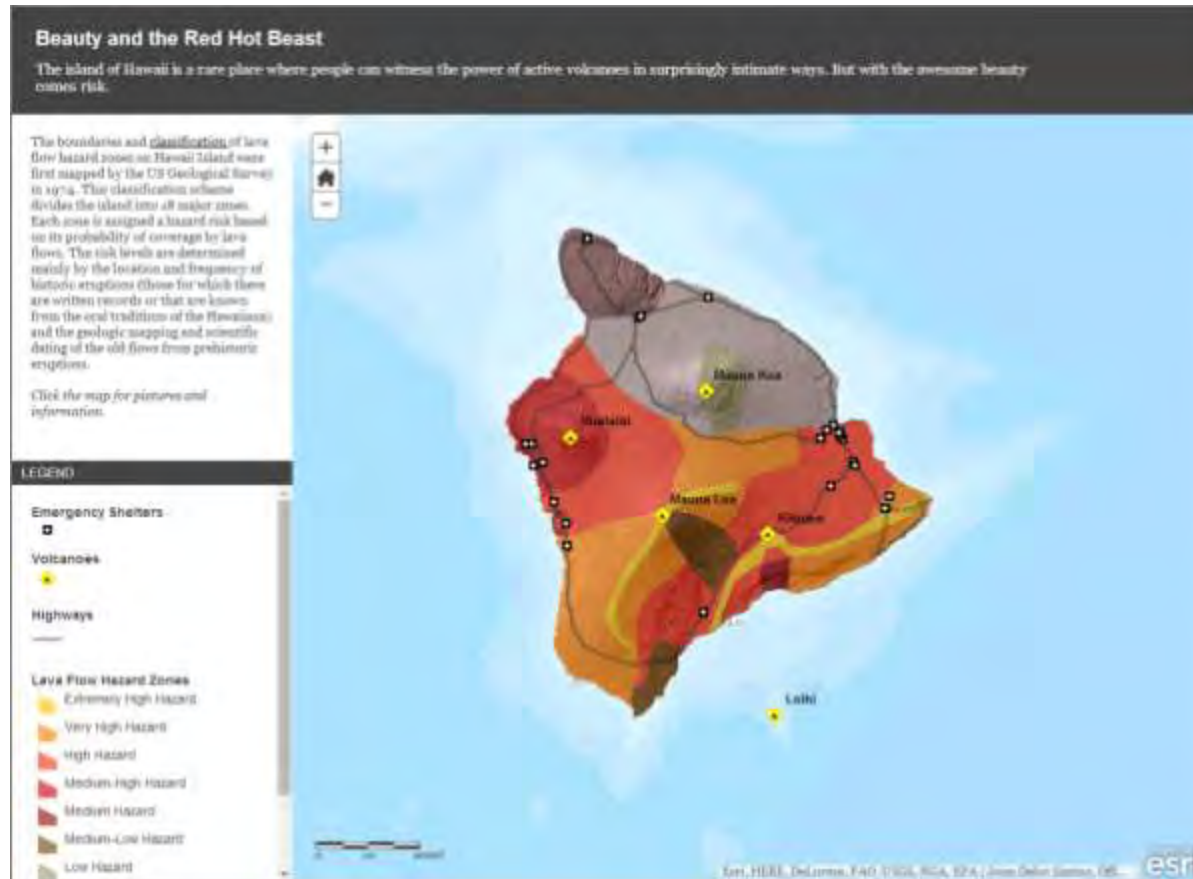 Beauty and the Red Hot Beast
The island of Hawaii is a rare place where people can witness the power of active volcanoes in surprisingly intimate ways. But with the awesome beauty
comes risk.
The boundaries and classification of lava
flow hazard zones on Hawaii Island were
first mapped by the US Geological Survey
in 1974. This classification scheme
divides the island into 18 major zones.
Each zone is assigned a hazard risk based
on its probability of coverage by lava
flows. The risk levels are determined
mainly by the location and frequency of
historic eruptions (those for which there
are written records or that are known
from the oral traditions of the Hawaiians)
and the geologic mapping and scientific
dating of the old flows from prehistoric
eruptions.
Click the map for pictures and
information.
LEGEND
Emergency Shelters
Volcanoes
Highways
Lava Flow Hazard Zones
Extremely High Hazard
Very High Hazard
High Hazard
Medium-High Hazard
Medium Hazard
Medium-Low Hazard
Low Hazard
+
−
Mauna Kea
Hualalai
Mauna Loa
Kilauea
Loihi
0
Esri, HERE, DeLorme, FAO, USGS, NGA, EPA |
esri